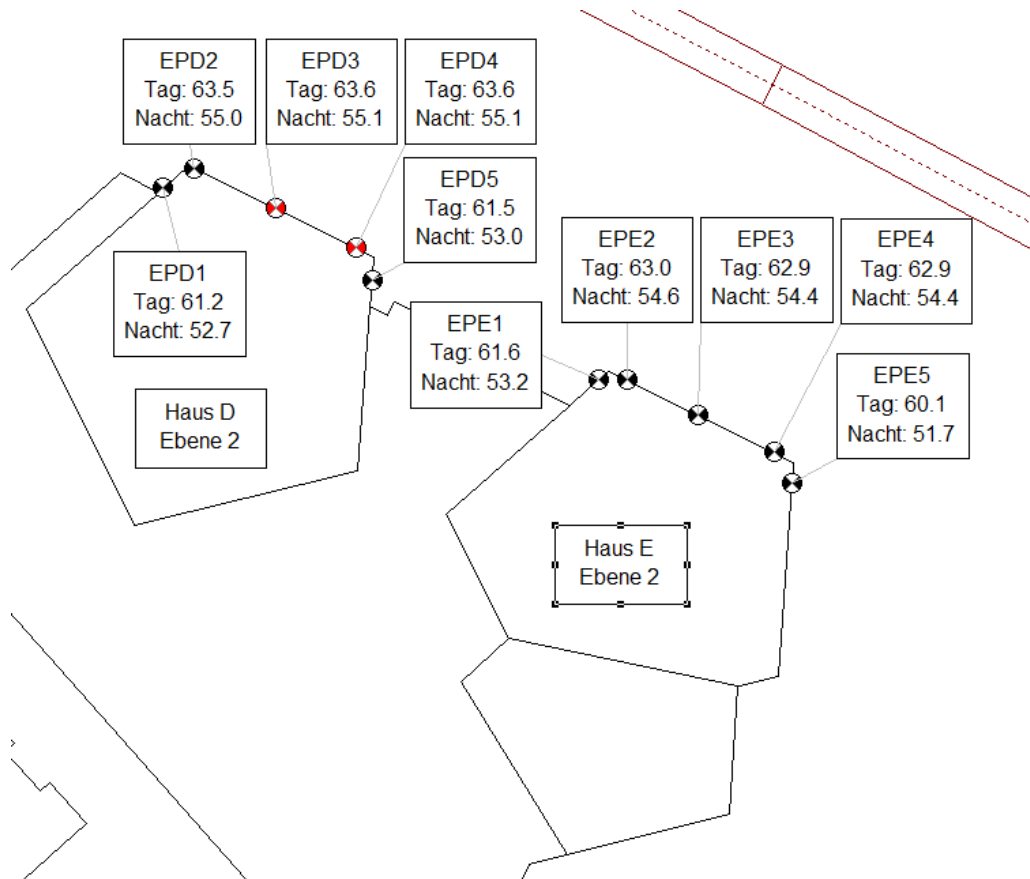 EPD2
Tag: 63.5
Nacht: 55.0
EPD3
Tag: 63.6
Nacht: 55.1
EPD4
Tag: 63.6
Nacht: 55.1
EPD5
Tag: 61.5
Nacht: 53.0
EPD1
Tag: 61.2
Nacht: 52.7
EPE2
Tag: 63.0
Nacht: 54.6
EPE3
Tag: 62.9
Nacht: 54.4
EPE4
Tag: 62.9
Nacht: 54.4
EPE1
Tag: 61.6
Nacht: 53.2
EPE5
Tag: 60.1
Nacht: 51.7
Haus D
Ebene 2
Haus E
Ebene 2